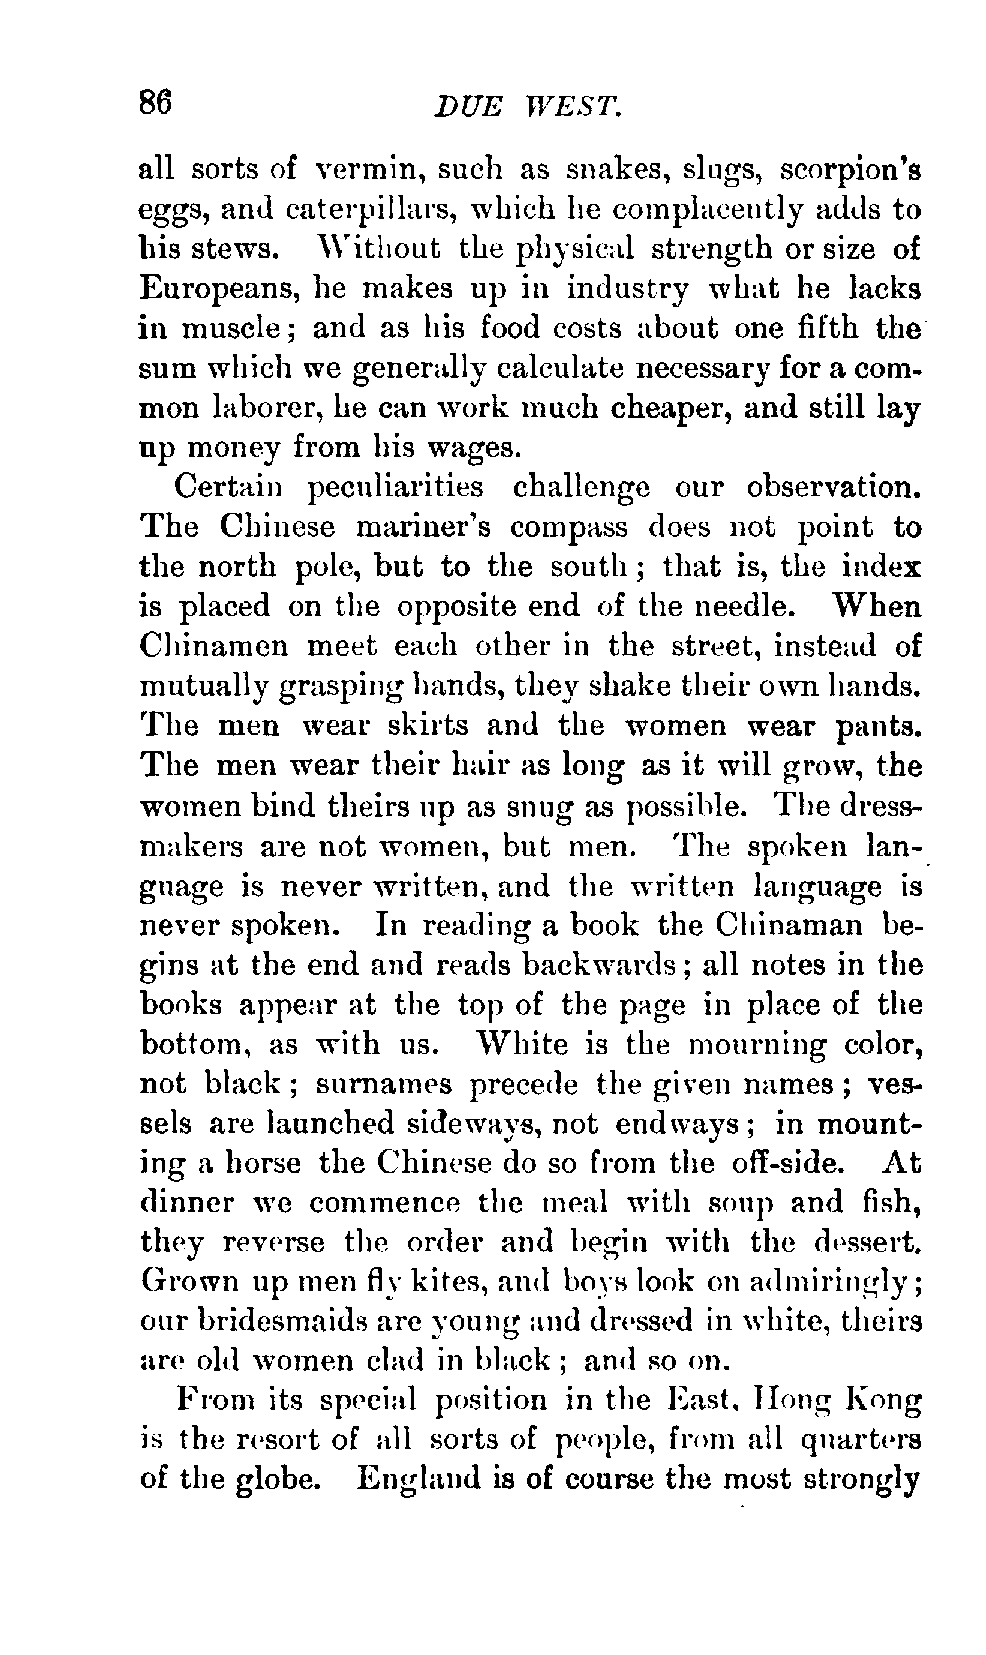 86 DUE WEST.
all sorts of vermin, such as snakes, slugs, scorpion's
eggs, and caterpillars, which he complacently adds to
his stews. Without the physical strength or size of
Europeans, he makes up in industry what he lacks
in muscle; and as his food costs about one fifth the
sum which we generally calculate necessary for a com-
mon laborer, he can work much cheaper, and still lay
up money from his wages.
Certain peculiarities challenge our observation.
The Chinese mariner's compass does not point to
the north pole, but to the south; that is, the index
is placed on the opposite end of the needle. When
Chinamen meet each other in the street, instead of
mutually grasping hands, they shake their own hands.
The men wear skirts and the women wear pants.
The men wear their hair as long as it will grow, the
women bind theirs up as snug as possible. The dress-
makers are not women, but men. The spoken lan-
guage is never written, and the written language is
never spoken. In reading a book the Chinaman be-
gins at the end and reads backwards; all notes in the
books appear at the top of the page in place of the
bottom, as with us. White is the mourning color,
not black; surnames precede the given names; ves-
sels are launched sideways, not endways; in mount-
ing a horse the Chinese do so from the off-side. At
dinner we commence the meal with soup and fish,
they reverse the order and begin with the dessert.
Grown up men fly kites, and boys look on admiringly;
our bridesmaids are young and dressed in white, theirs
are old women clad in black; and so on.
From its special position in the East, Hong Kong
is the resort of all sorts of people, from all quarters
of the globe. England is of course the most strongly